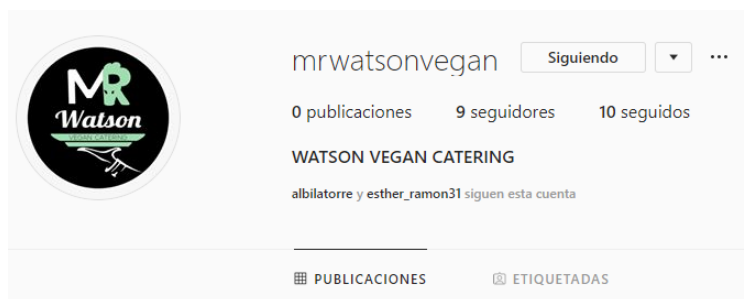 MR
Watson
VEGAN CATERING
mrwatsonvegan Siguiendo
0 publicaciones 9 seguidores 10 seguidos
WATSON VEGAN CATERING
albilatorre y esther_ramon31 siguen esta cuenta
PUBLICACIONES ETIQUETADAS